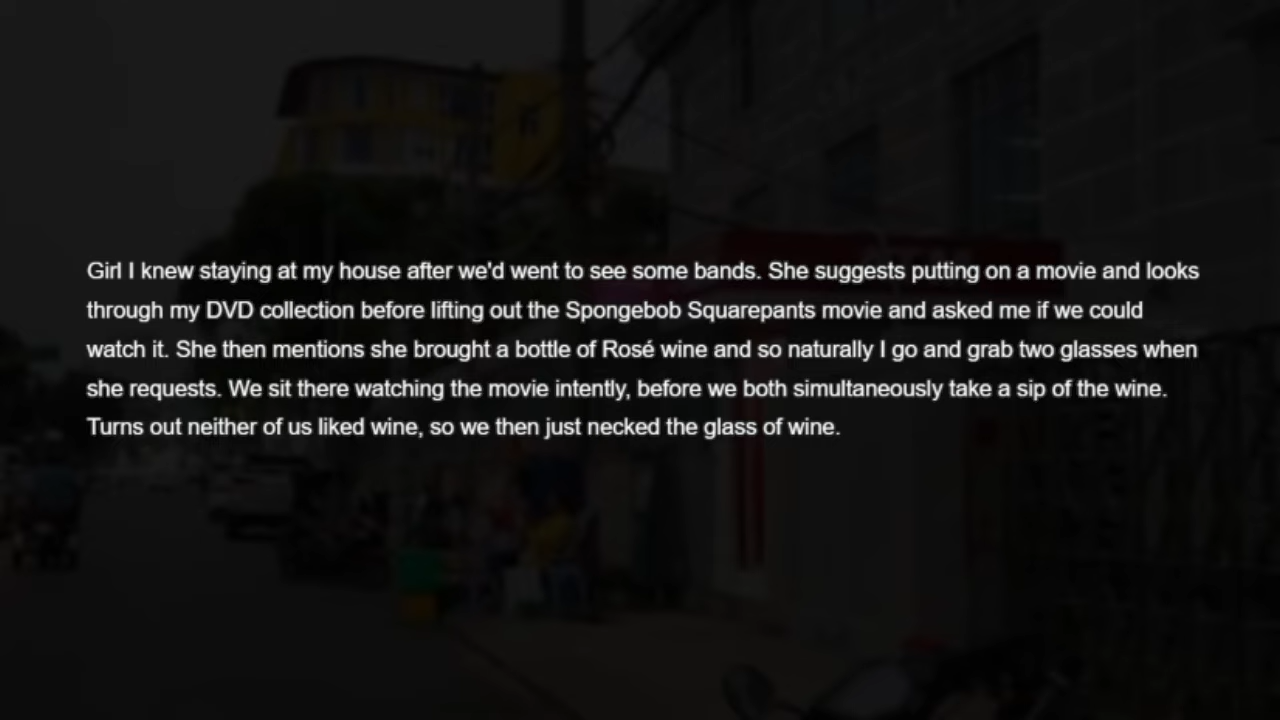 Girl I knew staying at my house after we'd went to see some bands. She suggests putting on a movie and looks
through my DVD collection before lifting out the Spongebob Squarepants movie and asked me if we could
watch it. She then mentions she brought a bottle of Rosé wine and so naturally I go and grab two glasses when
she requests. We sit there watching the movie intently, before we both simultaneously take a sip of the wine.
Turns out neither of us liked wine, so we then just necked the glass of wine.